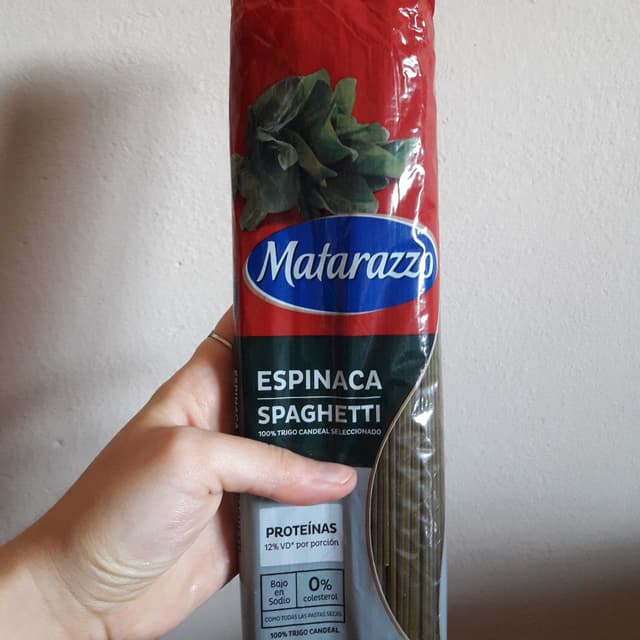 Matarazzo
ESPINACA
SPAGHETTI
100% TRIGO CANDEAL SELECCIONADO
ESPINACA
PROTEÍNAS
12% VD* por porción
Bajo
en
Sodio
0%
colesterol
COMO TODAS LAS PASTAS SECAS
100% TRIGO CANDEAL